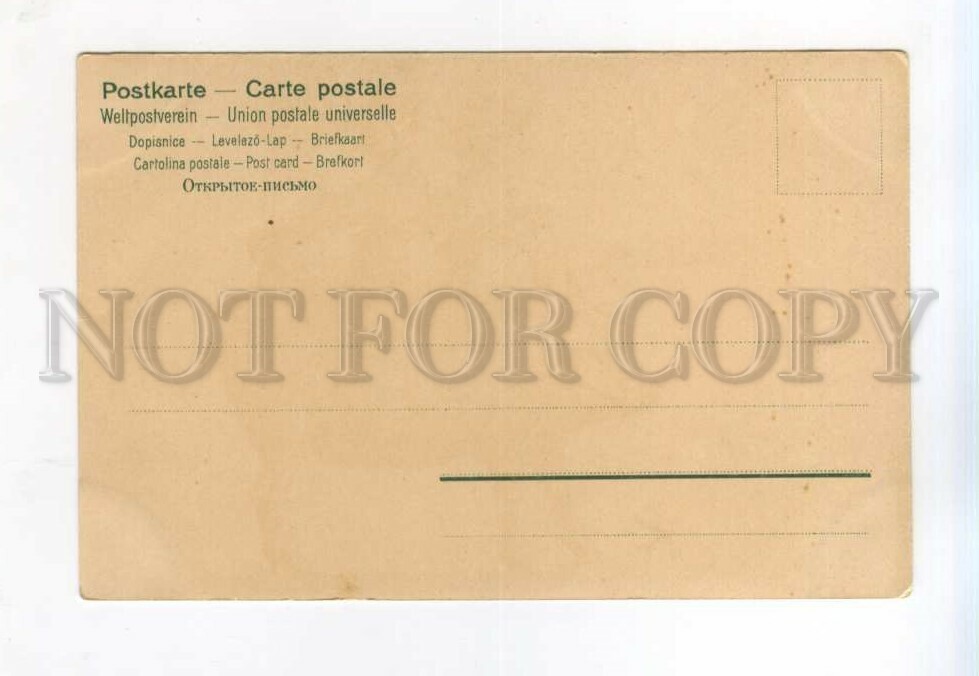 Postkarte — Carte postale
Weltpostverein — Union postale universelle
Dopisnice — Levelező-Lap — Briefkaart
Cartolina postale — Post card — Brefkort
Открытое-письмо
NOT FOR COPY